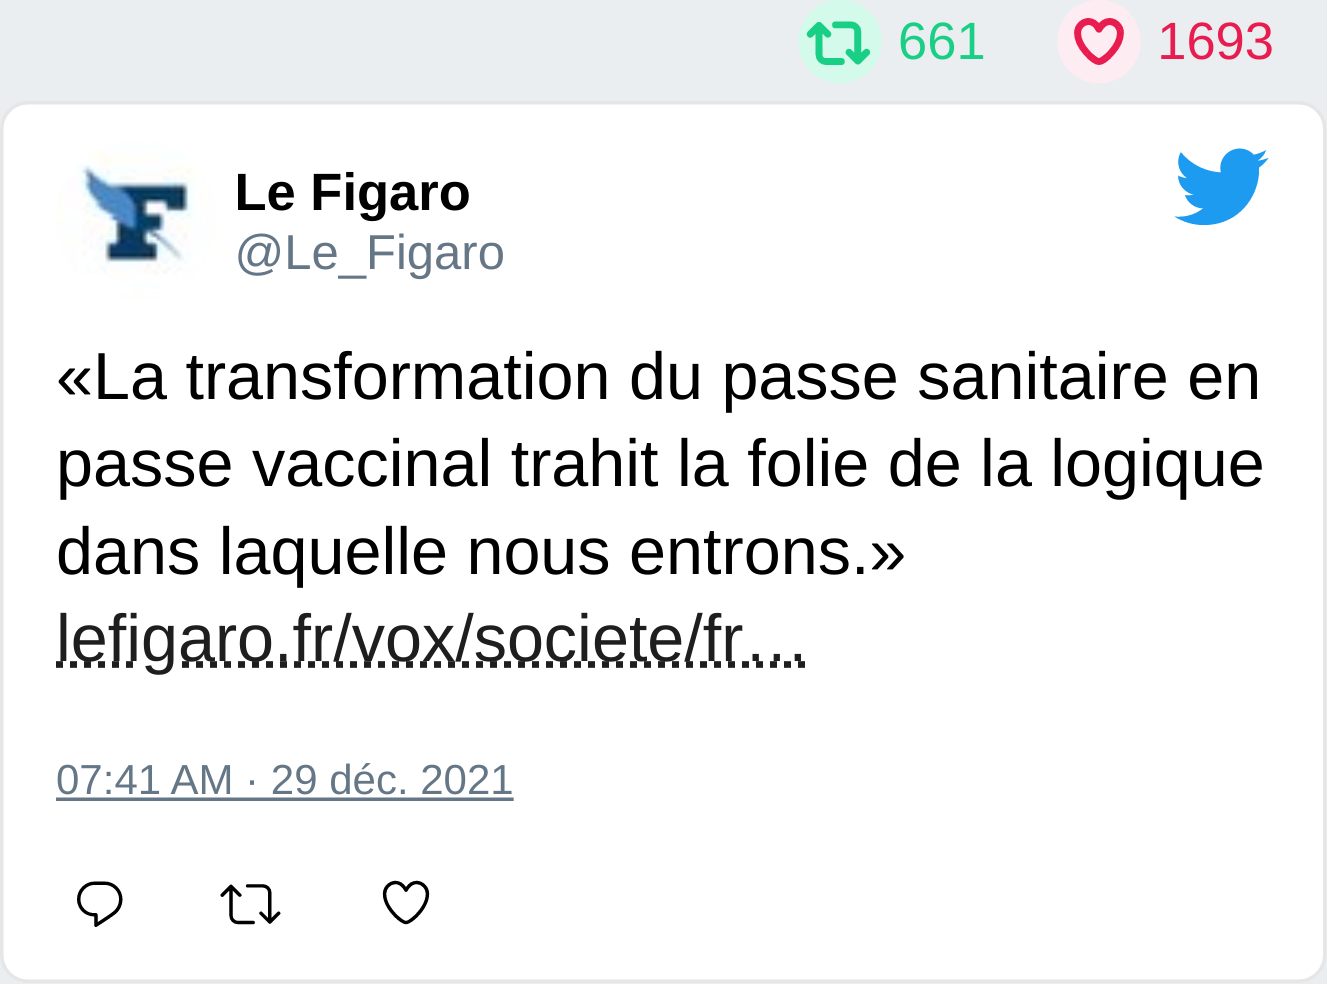 661 1693
Le Figaro
@Le_Figaro
«La transformation du passe sanitaire en
passe vaccinal trahit la folie de la logique
dans laquelle nous entrons.»
lefigaro.fr/vox/societe/fr…
07:41 AM · 29 déc. 2021